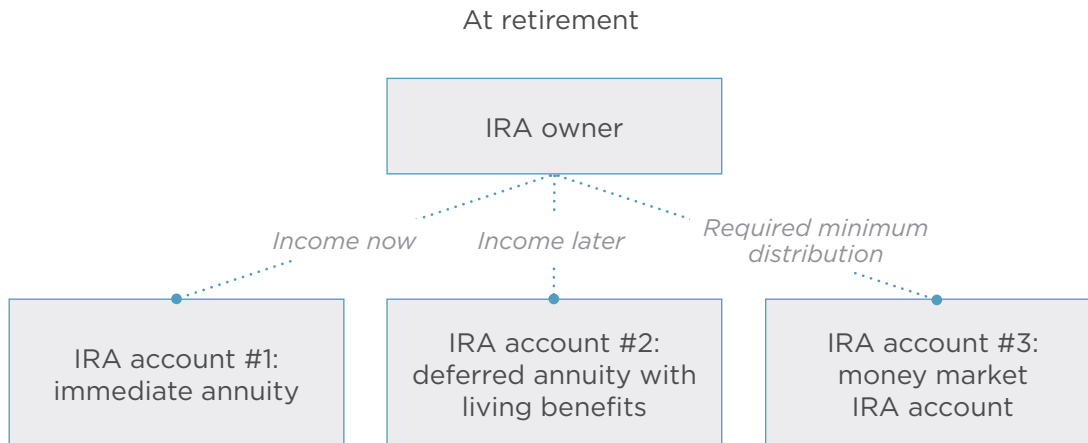 At retirement
IRA owner
Income now
Income later
Required minimum
distribution
IRA account #1:
immediate annuity
IRA account #2:
deferred annuity with
living benefits
IRA account #3:
money market
IRA account